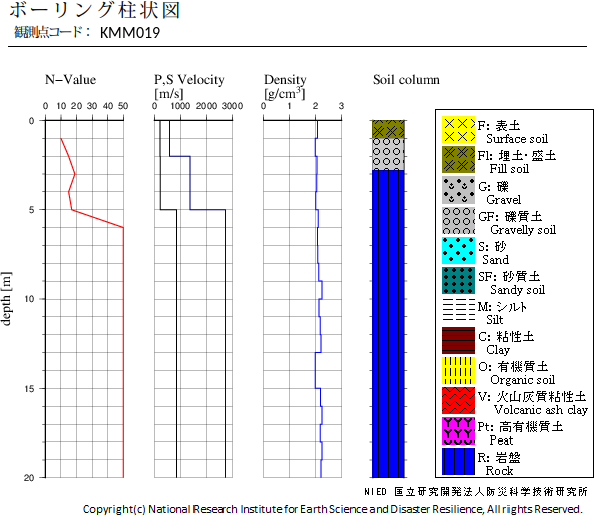 ボーリング柱状図
観測点コード： KMM019
N-Value
P,S Velocity
[m/s]
Density
[g/cm³]
Soil column
0 10 20 30 40 50
0 1000 2000 3000
0 1 2 3
0
5
10
15
20
depth [m]
F: 表土
Surface soil
Fl: 埋土・盛土
Fill soil
G: 礫
Gravel
GF: 礫質土
Gravelly soil
S: 砂
Sand
SF: 砂質土
Sandy soil
M: シルト
Silt
C: 粘性土
Clay
O: 有機質土
Organic soil
V: 火山灰質粘性土
Volcanic ash clay
Pt: 高有機質土
Peat
R: 岩盤
Rock
NIED 国立研究開発法人防災科学技術研究所
Copyright(c) National Research Institute for Earth Science and Disaster Resilience, All rights Reserved.